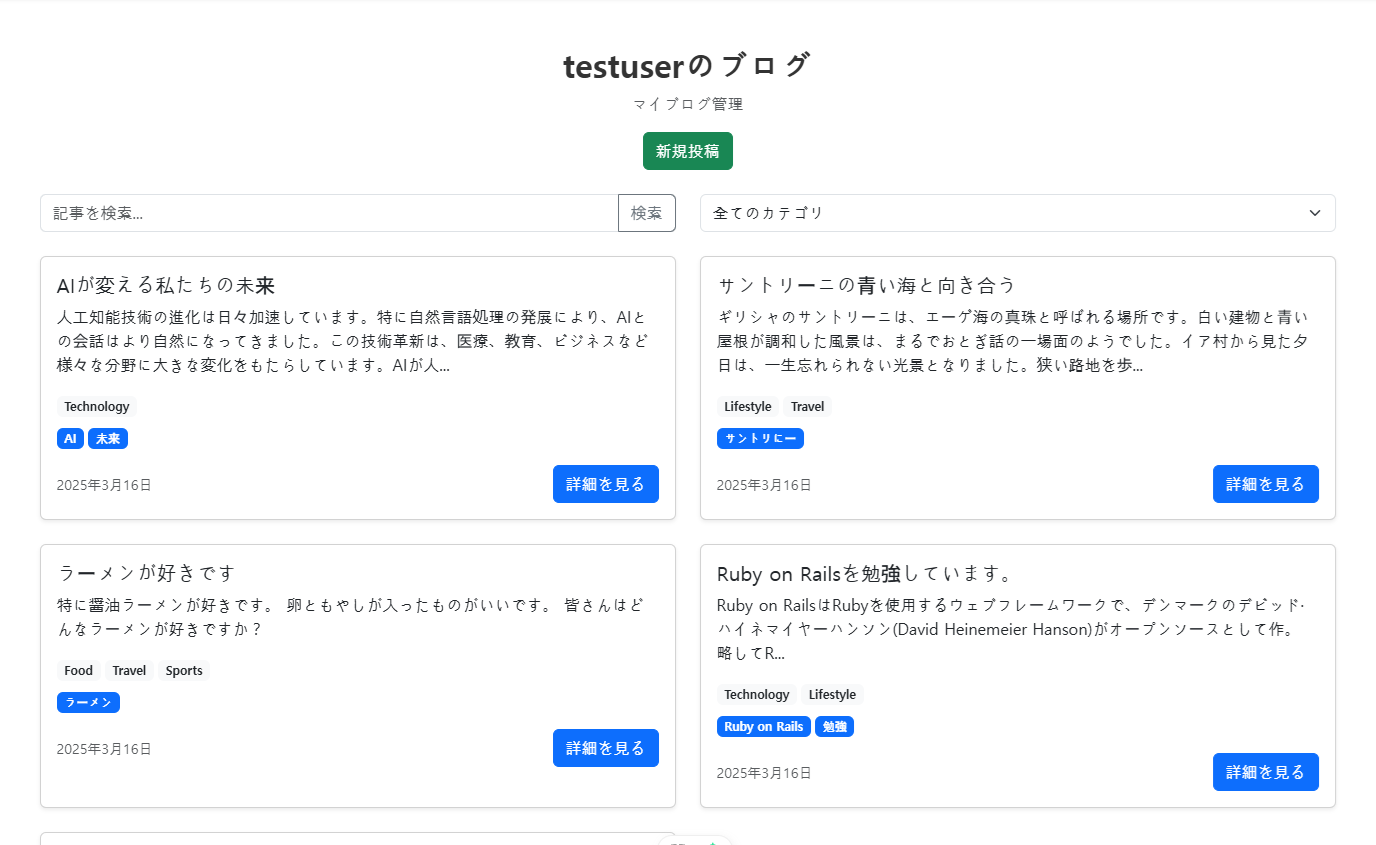 testuserのブログ
マイブログ管理
新規投稿
記事を検索...
検索
全てのカテゴリ
AIが変える私たちの未来
人工知能技術の進化は日々加速しています。特に自然言語処理の発展により、AIと
の会話はより自然になってきました。この技術革新は、医療、教育、ビジネスなど
様々な分野に大きな変化をもたらしています。AIが人...
Technology
AI 未来
2025年3月16日
詳細を見る
サントリーニの青い海と向き合う
ギリシャのサントリーニは、エーゲ海の真珠と呼ばれる場所です。白い建物と青い
屋根が調和した風景は、まるでおとぎ話の一場面のようでした。イア村から見た夕
日は、一生忘れられない光景となりました。狭い路地を歩...
Lifestyle Travel
サントリにー
2025年3月16日
詳細を見る
ラーメンが好きです
特に醤油ラーメンが好きです。 卵ともやしが入ったものがいいです。 皆さんはど
んなラーメンが好きですか？
Food Travel Sports
ラーメン
2025年3月16日
詳細を見る
Ruby on Railsを勉強しています。
Ruby on RailsはRubyを使用するウェブフレームワークで、デンマークのデビッド·
ハイネマイヤーハンソン(David Heinemeier Hanson)がオープンソースとして作。
略してR...
Technology Lifestyle
Ruby on Rails 勉強
2025年3月16日
詳細を見る